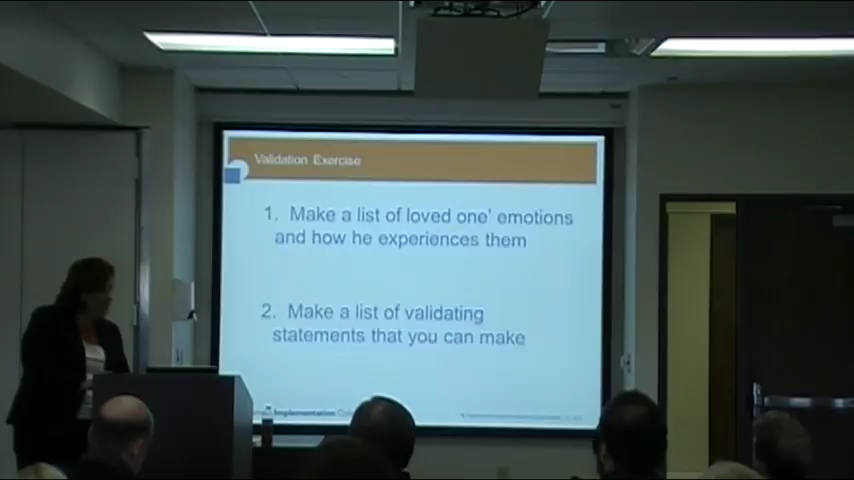 Validation Exercise
1. Make a list of loved one' emotions
and how he experiences them
2. Make a list of validating
statements that you can make
Implementation